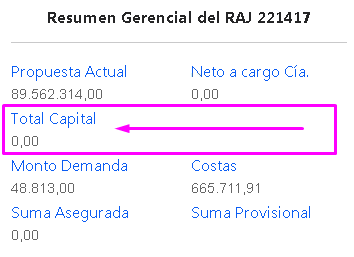 Resumen Gerencial del RAJ 221417
Propuesta Actual Neto a cargo Cía.
89.562.314,00 0,00
Total Capital
0,00
Monto Demanda Costas
48.813,00 665.711,91
Suma Asegurada Suma Provisional
0,00